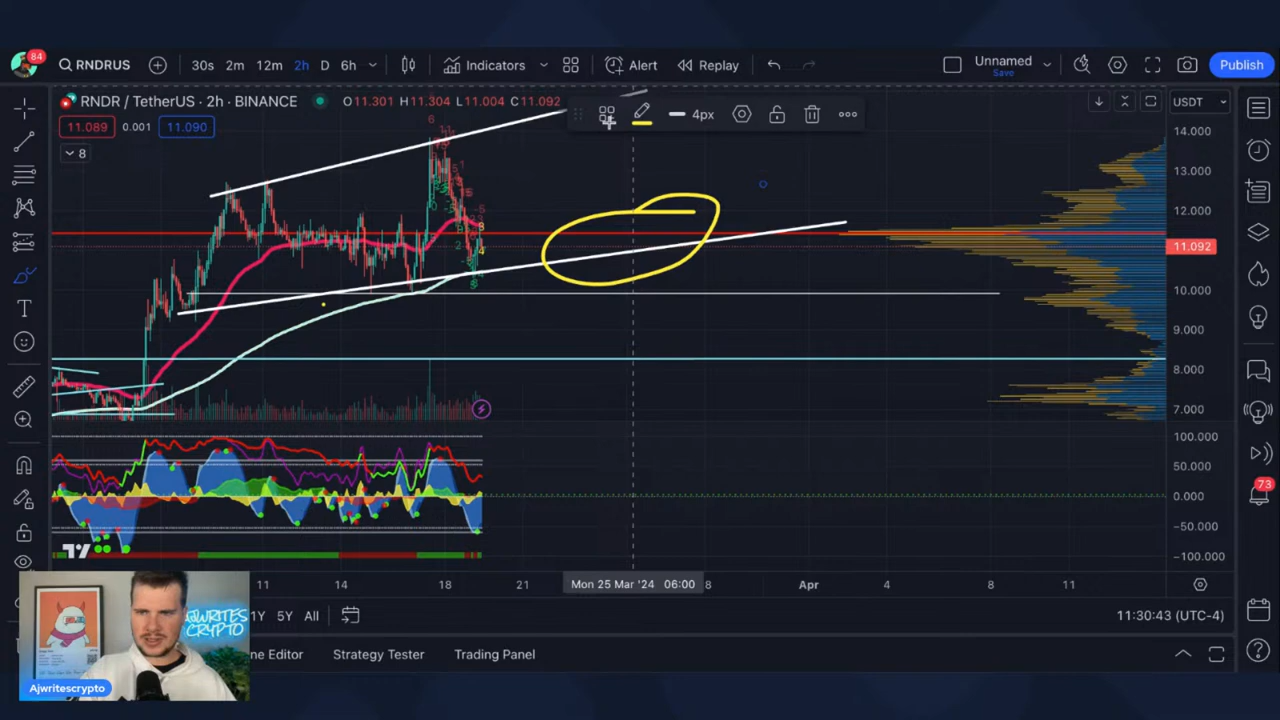 84
RNDRUS
30s 2m 12m 2h D 6h
Indicators
Alert
Replay
Unnamed
Save
Publish
RNDR / TetherUS · 2h · BINANCE
O11.301 H11.304 L11.004 C11.092
4px
USDT
11.089 0.001 11.090
8
14.000
13.000
12.000
11.092
10.000
9.000
8.000
7.000
100.000
50.000
0.000
-50.000
-100.000
11 14 18 21 Mon 25 Mar '24 06:00 8 Apr 4 8 11
73
1Y 5Y All
11:30:43 (UTC-4)
ne Editor Strategy Tester Trading Panel
AJWRITES
CRYPTO
Ajwritescrypto